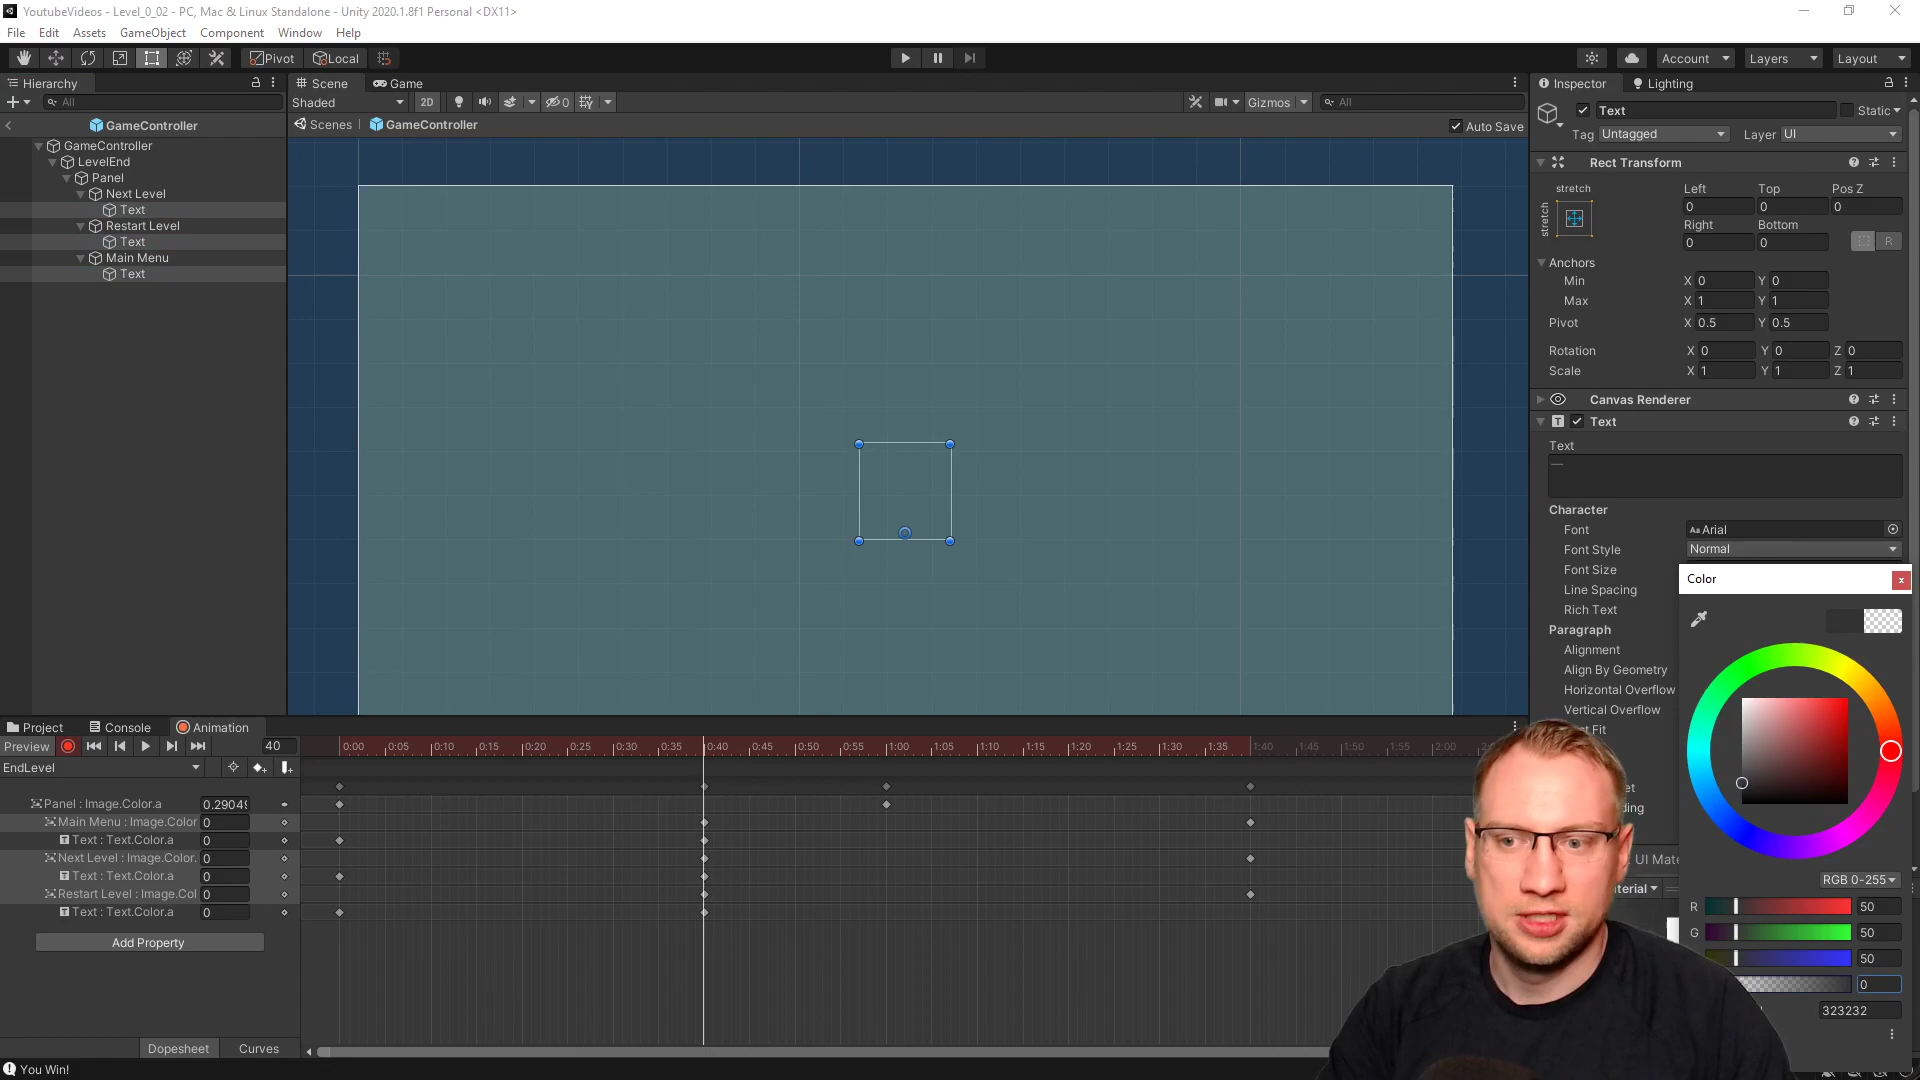 YoutubeVideos - Level_0_02 - PC, Mac & Linux Standalone - Unity 2020.1.8f1 Personal <DX11>
File Edit Assets GameObject Component Window Help
Pivot Local Account Layers Layout
Hierarchy Scene Game Inspector Lighting
All Shaded 2D 0 Gizmos All Text Static
GameController Scenes GameController Auto Save Tag Untagged Layer UI
GameController
LevelEnd
Panel
Next Level
Text
Restart Level
Text
Main Menu
Text
Rect Transform
stretch Left Top Pos Z
stretch 0 0 0
Right Bottom
0 0 R
Anchors
Min X 0 Y 0
Max X 1 Y 1
Pivot X 0.5 Y 0.5
Rotation X 0 Y 0 Z 0
Scale X 1 Y 1 Z 1
Canvas Renderer
Text
Text
—
Character
Font Arial
Font Style Normal
Font Size
Line Spacing
Rich Text
Paragraph
Alignment
Align By Geometry
Horizontal Overflow
Vertical Overflow
Color
RGB 0-255
R 50
G 50
50
0
323232
UI Mate
Project Console Animation
Preview 40 0:00 0:05 0:10 0:15 0:20 0:25 0:30 0:35 0:40 0:45 0:50 0:55 1:00 1:05 1:10 1:15 1:20 1:25 1:30 1:35 1:40 1:45 1:50 1:55 2:00
EndLevel
Panel : Image.Color.a 0.29049
Main Menu : Image.Color 0
Text : Text.Color.a 0
Next Level : Image.Color. 0
Text : Text.Color.a 0
Restart Level : Image.Col 0
Text : Text.Color.a 0
Add Property
Dopesheet Curves
You Win!